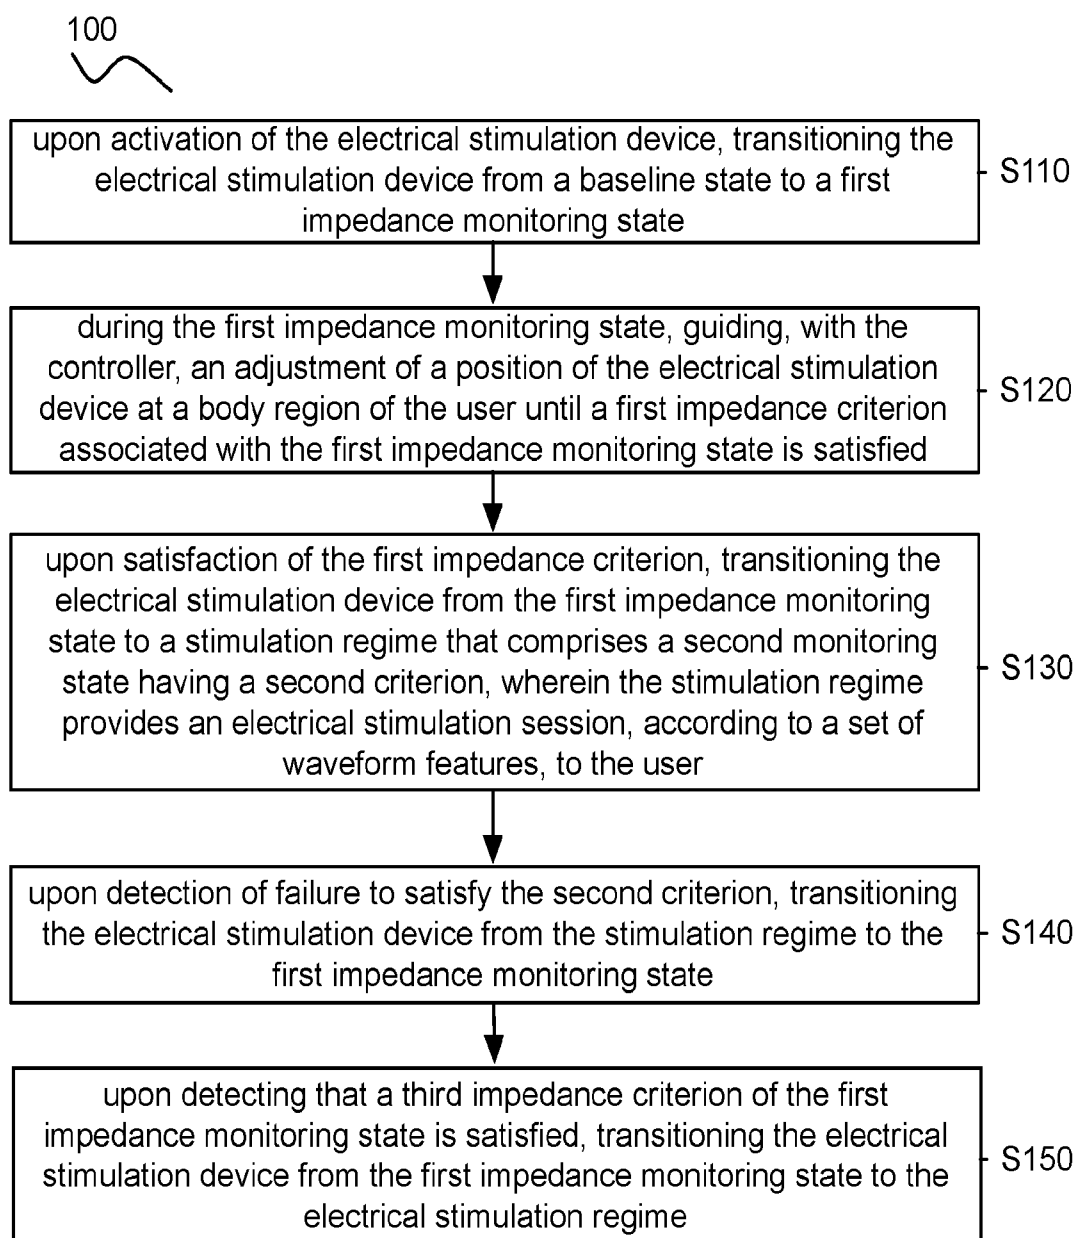 100
upon activation of the electrical stimulation device, transitioning the
electrical stimulation device from a baseline state to a first
impedance monitoring state
S110
during the first impedance monitoring state, guiding, with the
controller, an adjustment of a position of the electrical stimulation
device at a body region of the user until a first impedance criterion
associated with the first impedance monitoring state is satisfied
S120
upon satisfaction of the first impedance criterion, transitioning the
electrical stimulation device from the first impedance monitoring
state to a stimulation regime that comprises a second monitoring
state having a second criterion, wherein the stimulation regime
provides an electrical stimulation session, according to a set of
waveform features, to the user
S130
upon detection of failure to satisfy the second criterion, transitioning
the electrical stimulation device from the stimulation regime to the
first impedance monitoring state
S140
upon detecting that a third impedance criterion of the first
impedance monitoring state is satisfied, transitioning the electrical
stimulation device from the first impedance monitoring state to the
electrical stimulation regime
S150